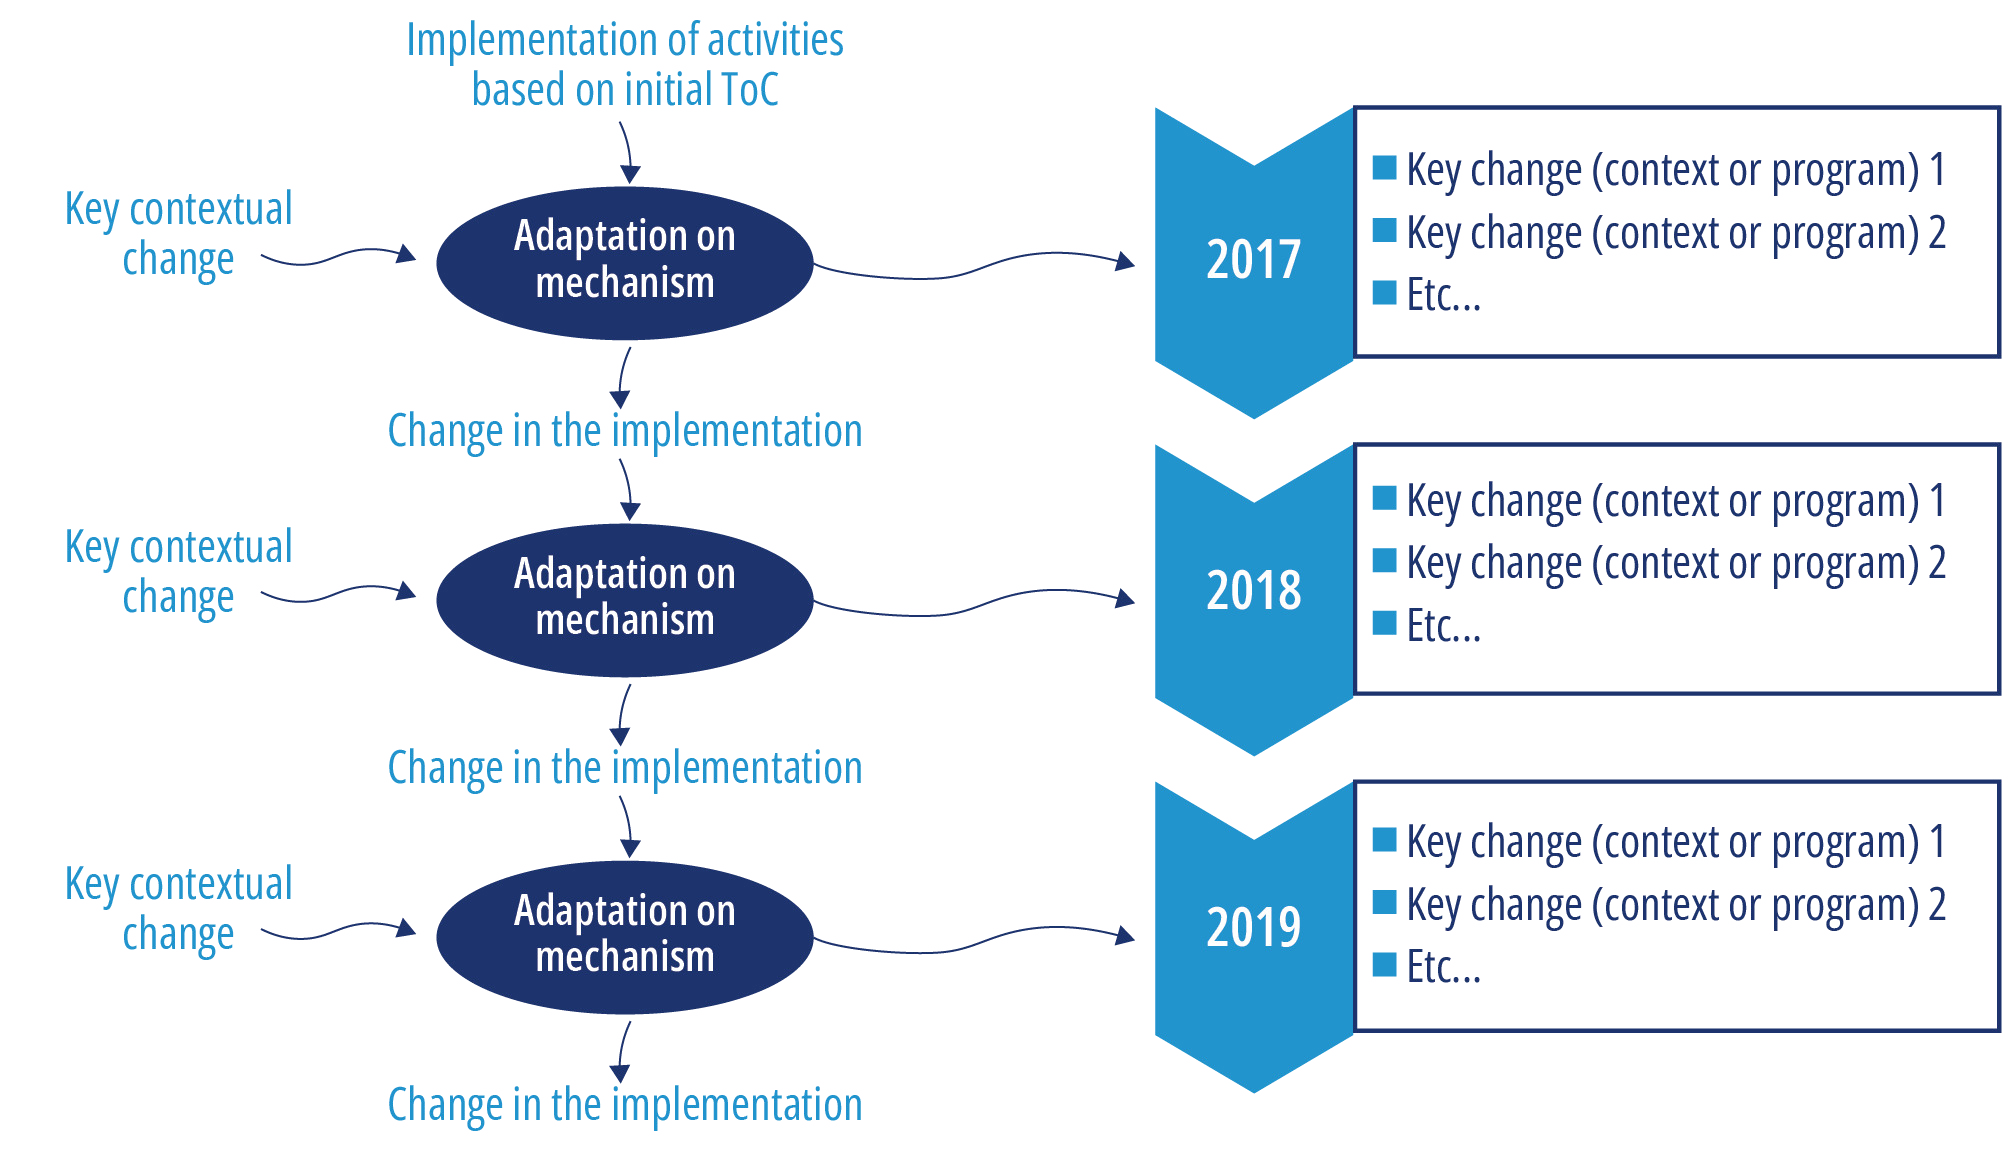 Implementation of activities
based on initial ToC
Key contextual
change
Adaptation on
mechanism
2017
Key change (context or program) 1
Key change (context or program) 2
Etc...
Change in the implementation
Key contextual
change
Adaptation on
mechanism
2018
Key change (context or program) 1
Key change (context or program) 2
Etc...
Change in the implementation
Key contextual
change
Adaptation on
mechanism
2019
Key change (context or program) 1
Key change (context or program) 2
Etc...
Change in the implementation